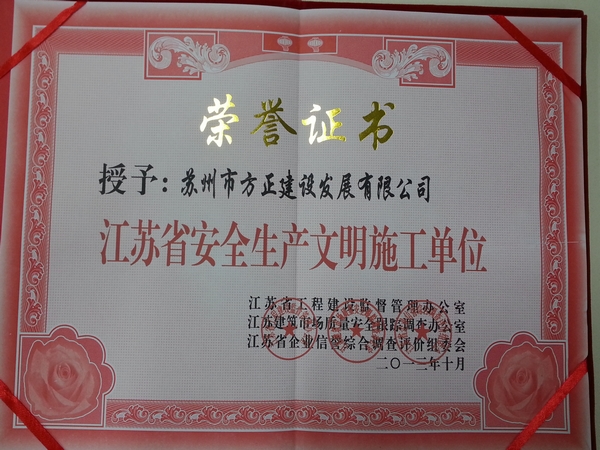 荣誉证书
授予：苏州市方正建设发展有限公司
江苏省安全生产文明施工单位
江苏省工程建设监督管理办公室
江苏建筑市场质量安全跟踪调查办公室
江苏省企业信誉综合调查评价组委会
二〇一二年十月